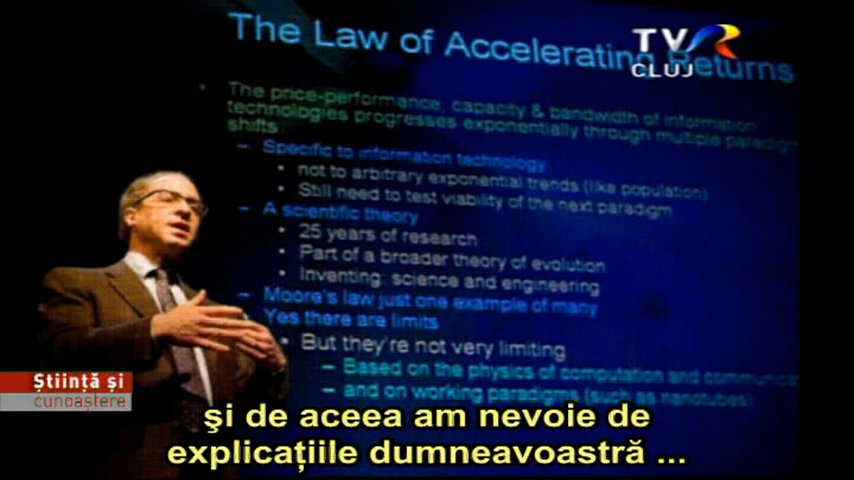 The Law of Accelerating Returns
TVR
CLUJ
• The price-performance, capacity & bandwidth of information
technologies progresses exponentially through multiple paradigm
shifts
– Specific to information technology
• not to arbitrary exponential trends (like population)
• Still need to test viability of the next paradigm
– A scientific theory
• 25 years of research
• Part of a broader theory of evolution
• Inventing: science and engineering
– Moore's law just one example of many
Yes there are limits
• But they're not very limiting
– Based on the physics of computation and communicat
– and on working paradigms (such as nanotubes)
Știință și
cunoaștere
şi de aceea am nevoie de
explicaţiile dumneavoastră ...